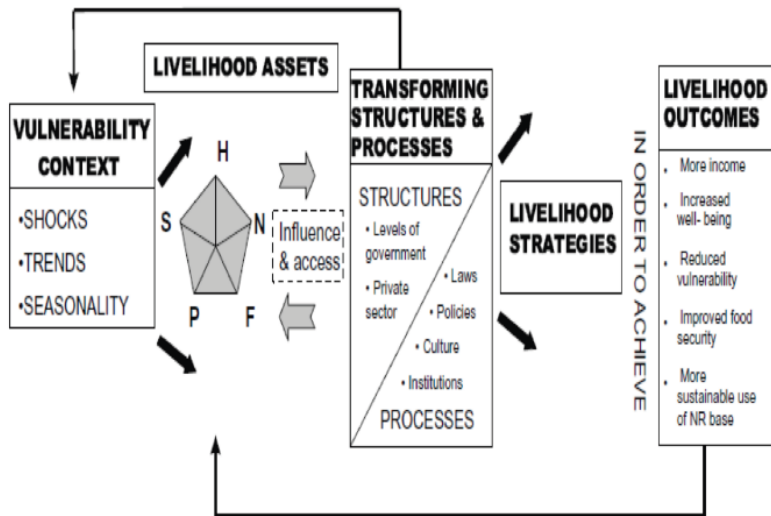 LIVELIHOOD ASSETS
VULNERABILITY
CONTEXT
•SHOCKS
•TRENDS
•SEASONALITY
H
S
N
P
F
Influence
& access
TRANSFORMING
STRUCTURES &
PROCESSES
STRUCTURES
• Levels of
government
• Private
sector
• Laws
• Policies
• Culture
• Institutions
PROCESSES
LIVELIHOOD
STRATEGIES
IN ORDER TO ACHIEVE
LIVELIHOOD
OUTCOMES
• More income
• Increased
well- being
• Reduced
vulnerability
• Improved food
security
• More
sustainable use
of NR base